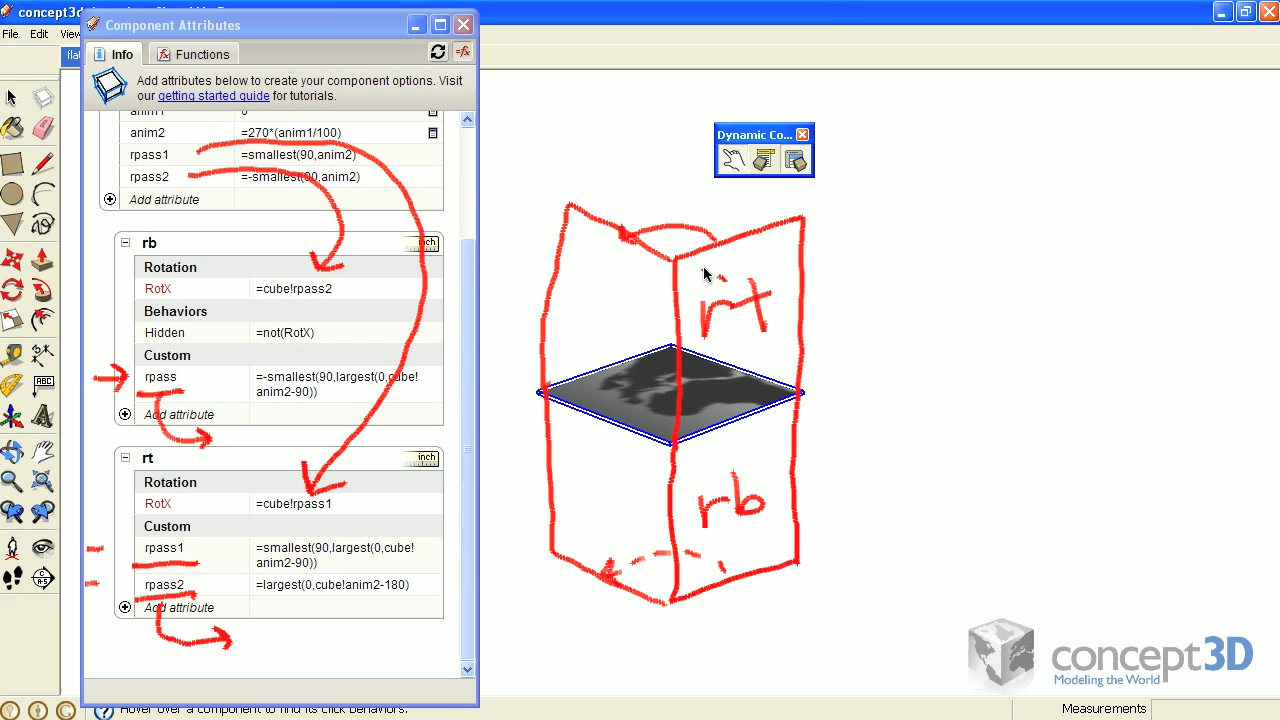 concept3d
Component Attributes
File Edit View
Info Functions =fx
Add attributes below to create your component options. Visit
our getting started guide for tutorials.
anim1 0
anim2 =270*(anim1/100)
rpass1 =smallest(90,anim2)
rpass2 =-smallest(90,anim2)
Add attribute
rb inch
Rotation
RotX =cube!rpass2
Behaviors
Hidden =not(RotX)
Custom
rpass =-smallest(90,largest(0,cube!
anim2-90))
Add attribute
rt inch
Rotation
RotX =cube!rpass1
Custom
rpass1 =smallest(90,largest(0,cube!
anim2-90))
rpass2 =largest(0,cube!anim2-180)
Add attribute
Dynamic Co...
rt
rb
ABC
concept3D
Modeling the World
Hover over a component to find its click behaviors.
Measurements